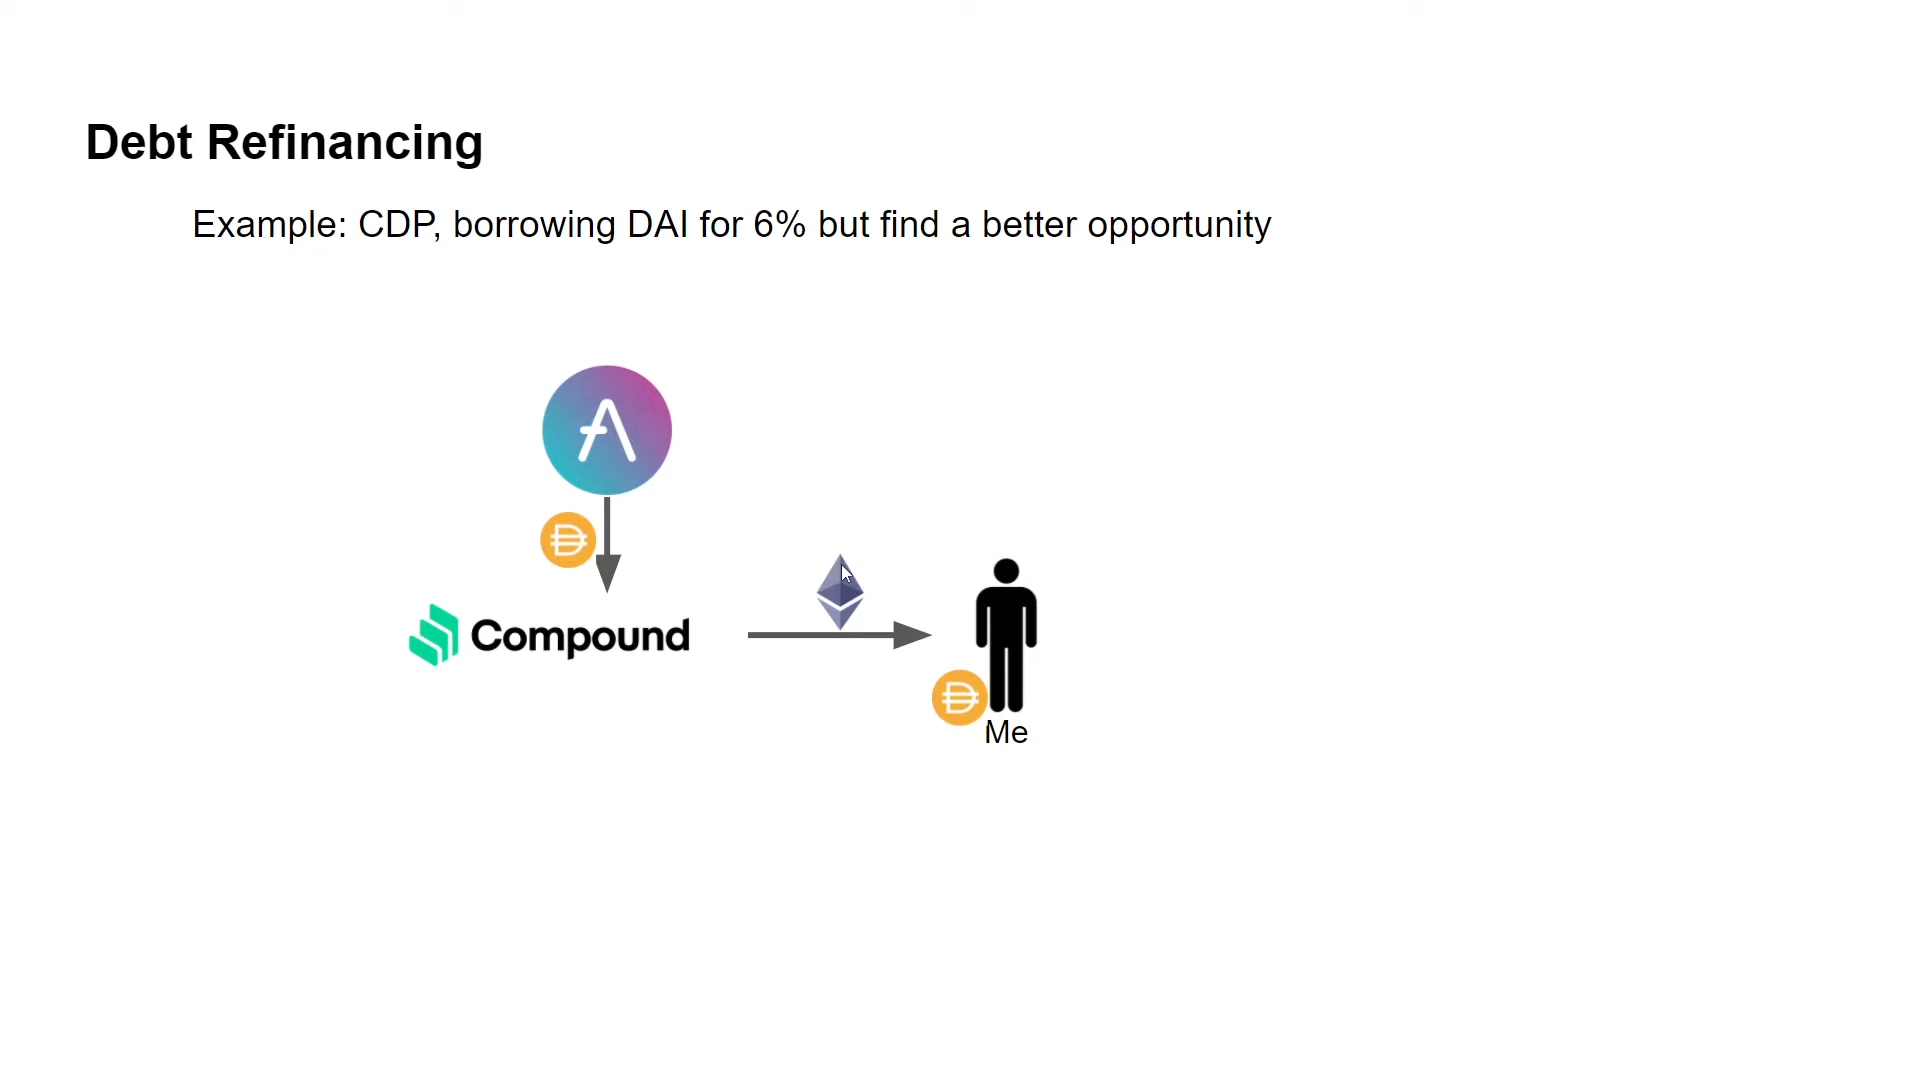 Debt Refinancing
Example: CDP, borrowing DAI for 6% but find a better opportunity
Compound
Me